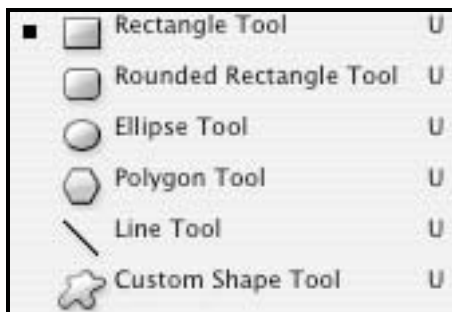 Rectangle Tool U
Rounded Rectangle Tool U
Ellipse Tool U
Polygon Tool U
Line Tool U
Custom Shape Tool U